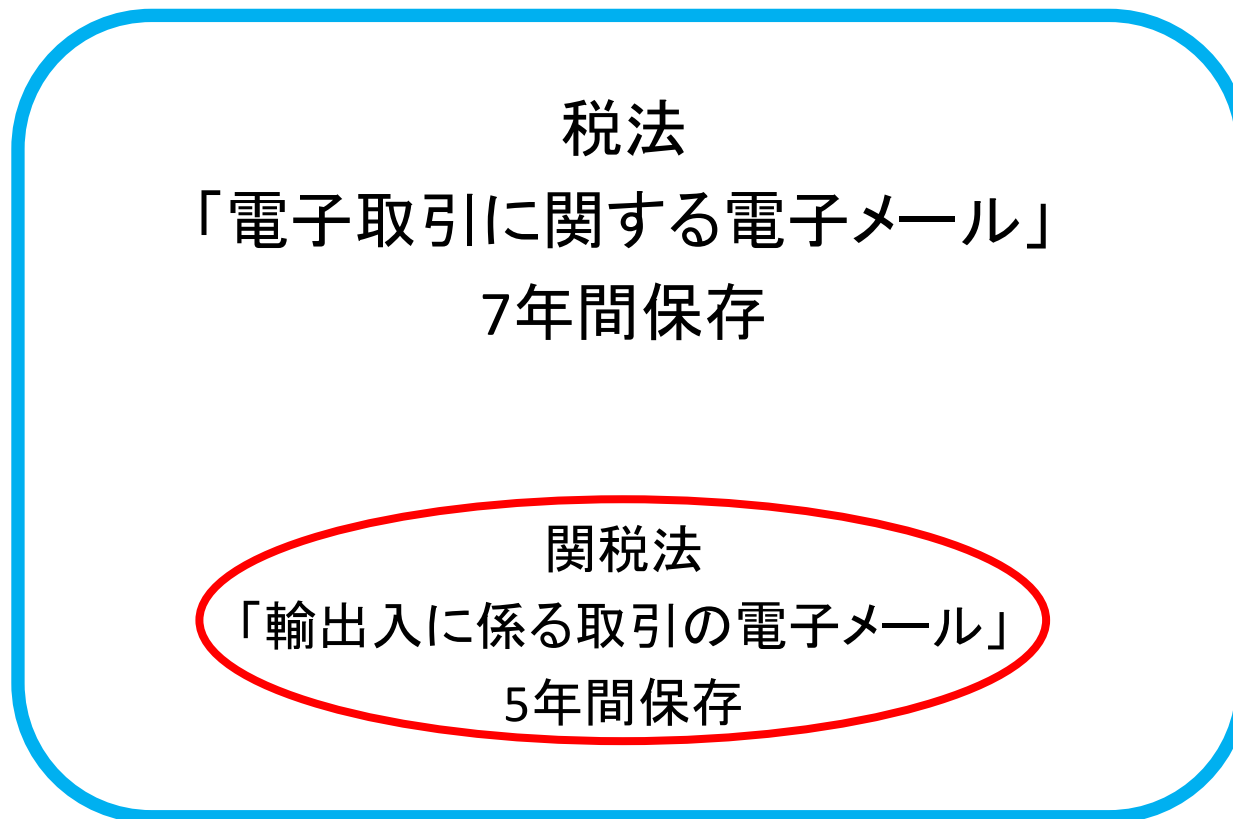 税法
「電子取引に関する電子メール」
7年間保存
関税法
「輸出入に係る取引の電子メール」
5年間保存